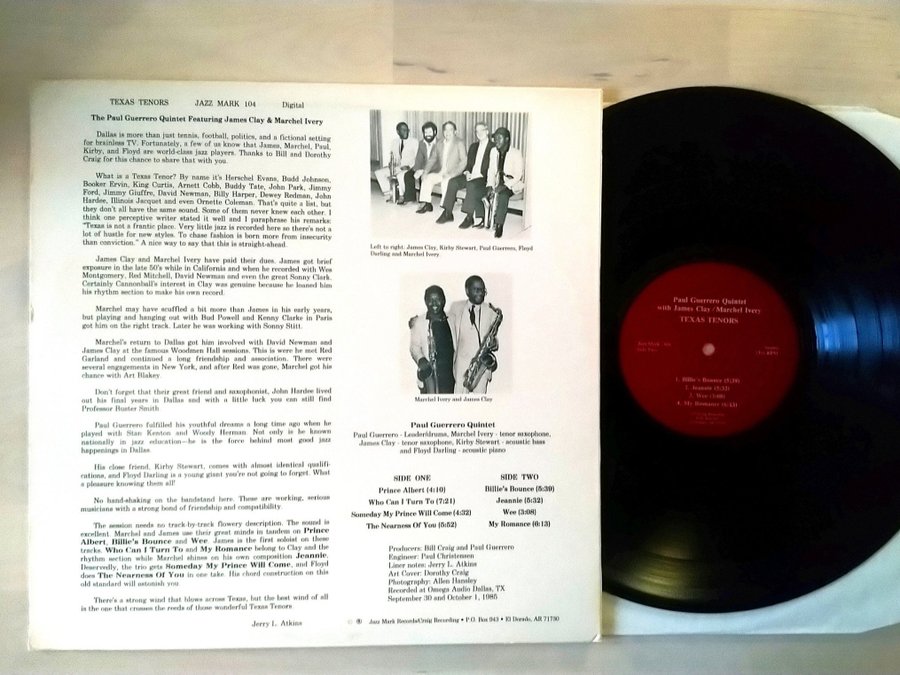 TEXAS TENORS JAZZ MARK 104 Digital
The Paul Guerrero Quintet Featuring James Clay & Marchel Ivery
Dallas is more than just tennis, football, politics, and a fictional setting
for brainless TV. Fortunately, a few of us know that James, Marchel, Paul,
Kirby, and Floyd are world-class jazz players. Thanks to Bill and Dorothy
Craig for this chance to share that with you.
What is a Texas Tenor? By name it's Herschel Evans, Budd Johnson,
Booker Ervin, King Curtis, Arnett Cobb, Buddy Tate, John Park, Jimmy
Ford, Jimmy Giuffre, David Newman, Billy Harper, Dewey Redman, John
Hardee, Illinois Jacquet and even Ornette Coleman. That's quite a list, but
they don't all have the same sound. Some of them never knew each other. I
think one perceptive writer stated it well and I paraphrase his remarks:
"Texas is not a frantic place. Very little jazz is recorded here so there's not a
lot of hustle for new styles. To chase fashion is born more from insecurity
than conviction." A nice way to say that this is straight-ahead.
James Clay and Marchel Ivery have paid their dues. James got brief
exposure in the late 50's while in California and when he recorded with Wes
Montgomery, Red Mitchell, David Newman and even the great Sonny Clark.
Certainly Cannonball's interest in Clay was genuine because he loaned him
his rhythm section to make his own record.
Marchel may have scuffled a bit more than James in his early years,
but playing and hanging out with Bud Powell and Kenny Clarke in Paris
got him on the right track. Later he was working with Sonny Stitt.
Marchel's return to Dallas got him involved with David Newman and
James Clay at the famous Woodmen Hall sessions. This is were he met Red
Garland and continued a long friendship and association. There were
several engagements in New York, and after Red was gone, Marchel got his
chance with Art Blakey.
Don't forget that their great friend and saxophonist, John Hardee lived
out his final years in Dallas and with a little luck you can still find
Professor Buster Smith
Paul Guerrero fulfilled his youthful dreams a long time ago when he
played with Stan Kenton and Woody Herman. Not only is he known
nationally in jazz education—he is the force behind most good jazz
happenings in Dallas.
His close friend, Kirby Stewart, comes with almost identical qualifi-
cations, and Floyd Darling is a young giant you're not going to forget. What
a pleasure knowing them all!
No hand-shaking on the bandstand here. These are working, serious
musicians with a strong bond of friendship and compatibility.
The session needs no track-by-track flowery description. The sound is
excellent. Marchel and James use their great minds in tandem on Prince
Albert, Billie's Bounce and Wee. James is the first soloist on these
tracks. Who Can I Turn To and My Romance belong to Clay and the
rhythm section while Marchel shines on his own composition Jeannie.
Deservedly, the trio gets Someday My Prince Will Come, and Floyd
does The Nearness Of You in one take. His chord construction on this
old standard will astonish you.
There's a strong wind that blows across Texas, but the best wind of all
is the one that crosses the reeds of those wonderful Texas Tenors
Jerry L. Atkins
Left to right: James Clay, Kirby Stewart, Paul Guerrero, Floyd
Darling and Marchel Ivery.
Marchel Ivery and James Clay
Paul Guerrero Quintet
Paul Guerrero - Leader/drums, Marchel Ivery - tenor saxophone,
James Clay - tenor saxophone, Kirby Stewart - acoustic bass
and Floyd Darling - acoustic piano
SIDE ONE
Prince Albert (4:10)
Who Can I Turn To (7:21)
Someday My Prince Will Come (4:32)
The Nearness Of You (5:52)
SIDE TWO
Billie's Bounce (5:39)
Jeannie (5:32)
Wee (3:08)
My Romance (6:13)
Producers: Bill Craig and Paul Guerrero
Engineer: Paul Christensen
Liner notes: Jerry L. Atkins
Art Cover: Dorothy Craig
Photography: Allen Hansley
Recorded at Omega Audio Dallas, TX
September 30 and October 1, 1985
© ℗ Jazz Mark Records/Craig Recording • P.O. Box 943 • El Dorado, AR 71730
Paul Guerrero Quintet
with James Clay / Marchel Ivery
TEXAS TENORS
Jazz Mark 104
Side Two
1. Billie's Bounce (5:39)
2. Jeannie (5:32)
3. Wee (3:08)
4. My Romance (6:13)